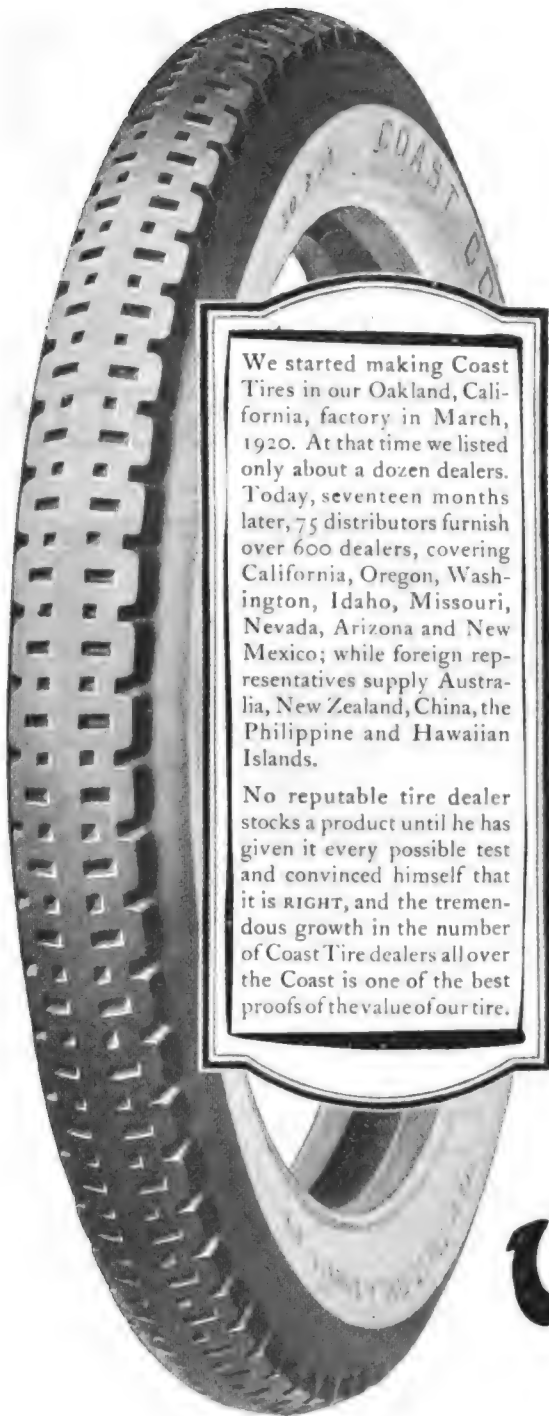 COAST
We started making Coast
Tires in our Oakland, Cali-
fornia, factory in March,
1920. At that time we listed
only about a dozen dealers.
Today, seventeen months
later, 75 distributors furnish
over 600 dealers, covering
California, Oregon, Wash-
ington, Idaho, Missouri,
Nevada, Arizona and New
Mexico; while foreign rep-
resentatives supply Austra-
lia, New Zealand, China, the
Philippine and Hawaiian
Islands.
No reputable tire dealer
stocks a product until he has
given it every possible test
and convinced himself that
it is RIGHT, and the tremen-
dous growth in the number
of Coast Tire dealers all over
the Coast is one of the best
proofs of the value of our tire.